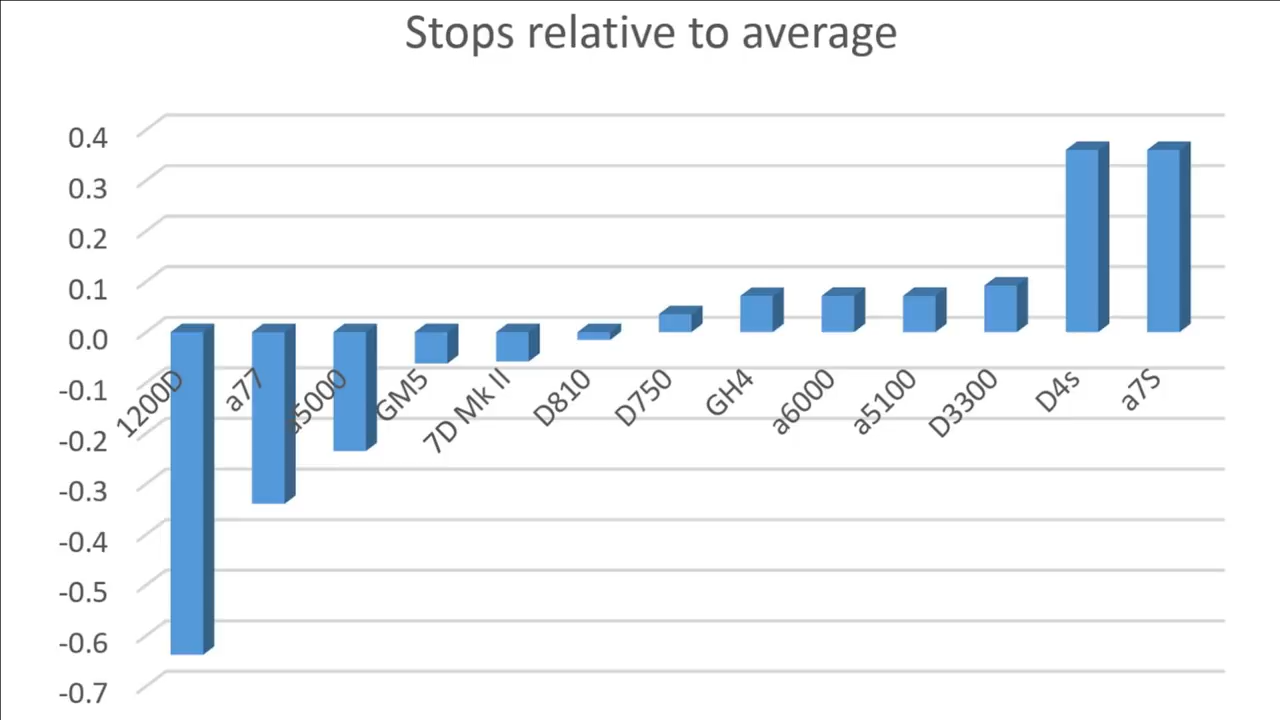 Stops relative to average
0.4
0.3
0.2
0.1
0.0
-0.1
-0.2
-0.3
-0.4
-0.5
-0.6
-0.7
1200D
a77
a5000
GM5
7D Mk II
D810
D750
GH4
a6000
a5100
D3300
D4s
a7S